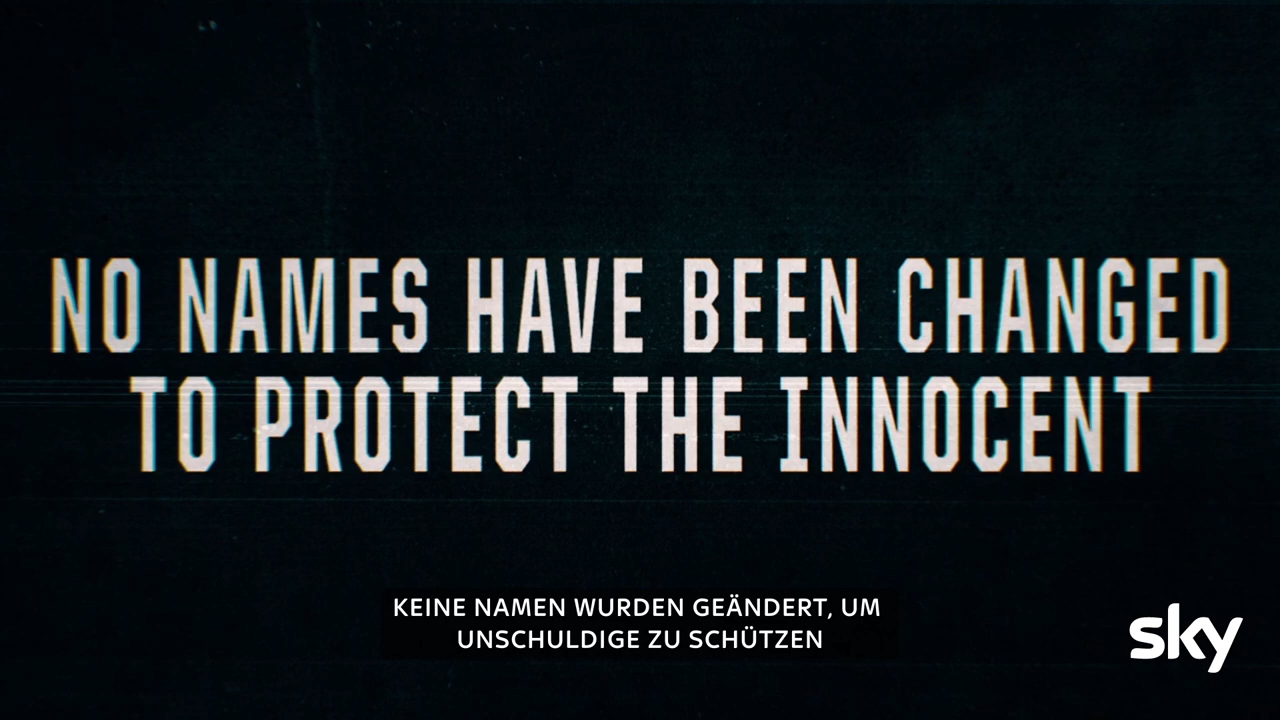 NO NAMES HAVE BEEN CHANGED
TO PROTECT THE INNOCENT
KEINE NAMEN WURDEN GEÄNDERT, UM
UNSCHULDIGE ZU SCHÜTZEN
sky